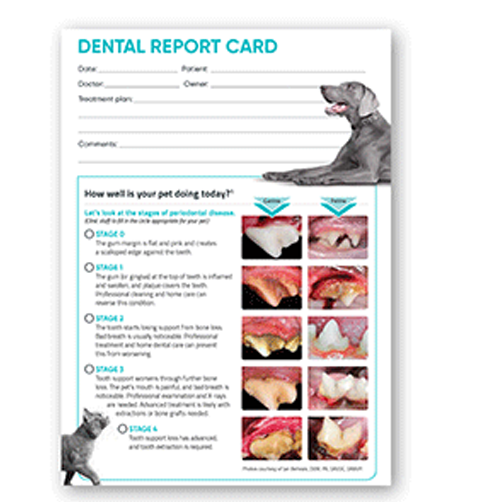 DENTAL REPORT CARD
Date: Patient:
Doctor: Owner:
Treatment plan:
Comments:
How well is your pet doing today?
Canine Feline
Let's look at the stages of periodontal disease.
(Clinic staff to fill in the circle appropriate for your pet)
STAGE 0
The gum margin is flat and pink and creates
a scalloped edge against the teeth.
STAGE 1
The gum (or gingiva) at the top of teeth is inflamed
and swollen, and plaque covers the teeth.
Professional cleaning and home care can
reverse this condition.
STAGE 2
The tooth starts losing support from bone loss.
Bad breath is usually noticeable. Professional
treatment and home dental care can prevent
this from worsening.
STAGE 3
Tooth support worsens through further bone
loss. The pet's mouth is painful, and bad breath is
noticeable. Professional examination and X-rays
are needed. Advanced treatment is likely with
extractions or bone grafts needed.
STAGE 4
Tooth support loss has advanced,
and tooth extraction is required.
Photos courtesy of Jan Bellows, DVM,